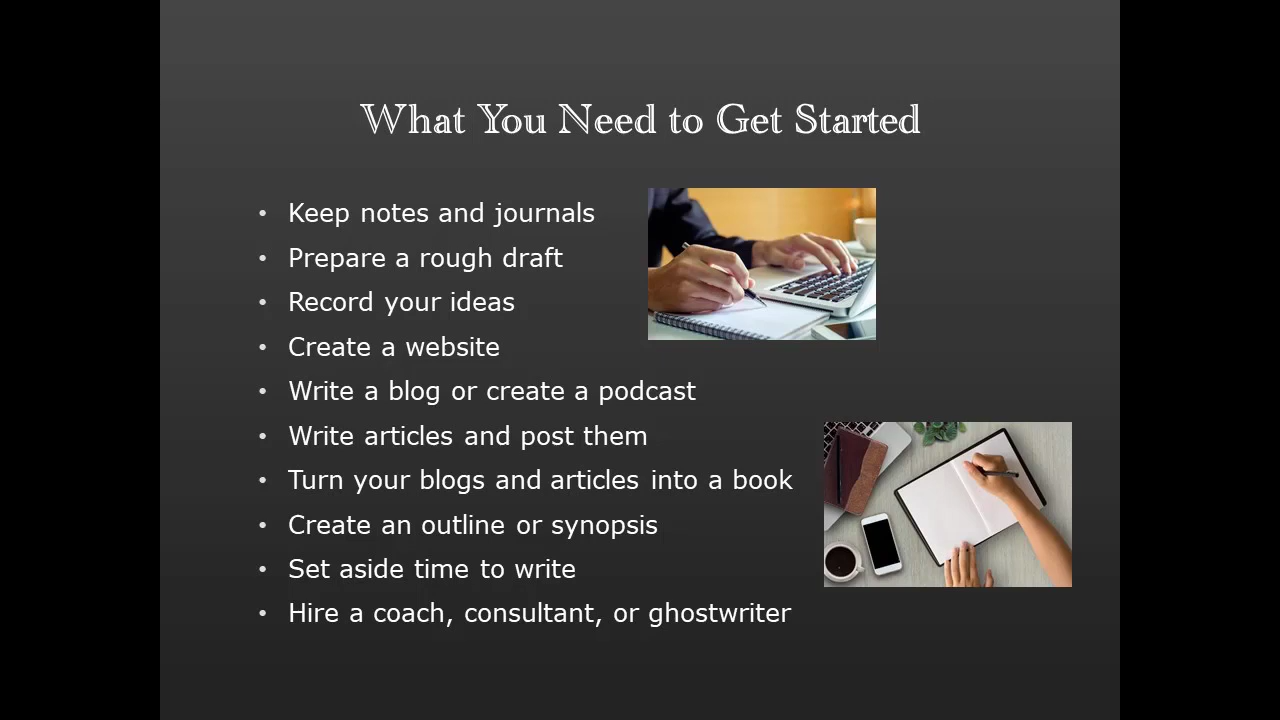 What You Need to Get Started
• Keep notes and journals
• Prepare a rough draft
• Record your ideas
• Create a website
• Write a blog or create a podcast
• Write articles and post them
• Turn your blogs and articles into a book
• Create an outline or synopsis
• Set aside time to write
• Hire a coach, consultant, or ghostwriter